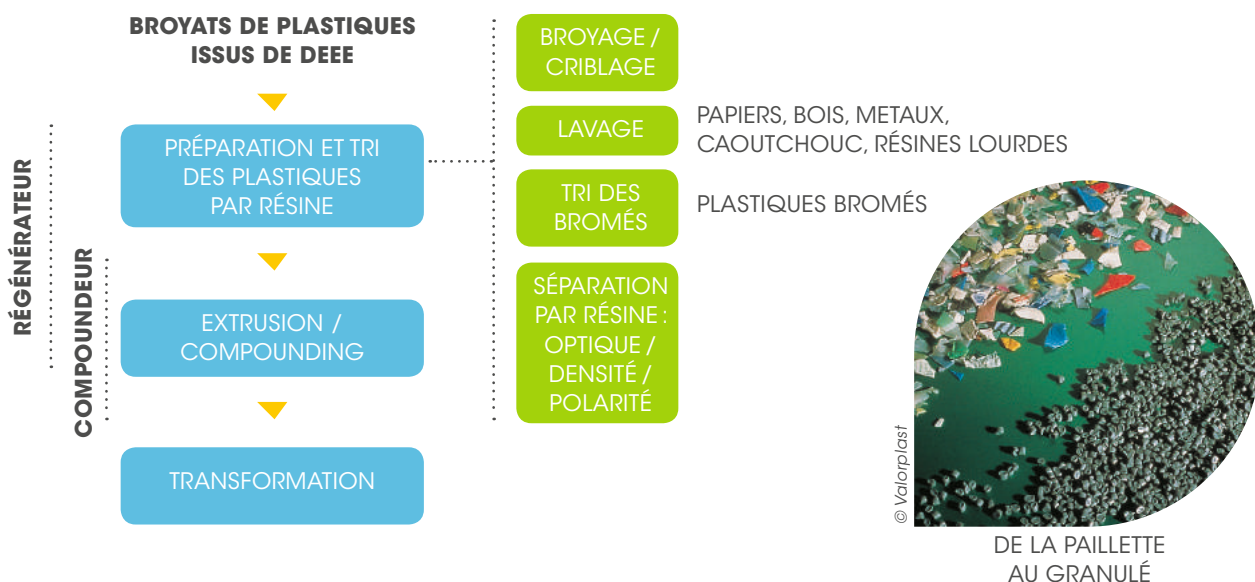 BROYATS DE PLASTIQUES
ISSUS DE DEEE
RÉGÉNÉRATEUR
COMPOUNDEUR
PRÉPARATION ET TRI
DES PLASTIQUES
PAR RÉSINE
EXTRUSION /
COMPOUNDING
TRANSFORMATION
BROYAGE /
CRIBLAGE
LAVAGE
PAPIERS, BOIS, METAUX,
CAOUTCHOUC, RÉSINES LOURDES
TRI DES
BROMÉS
PLASTIQUES BROMÉS
SÉPARATION
PAR RÉSINE :
OPTIQUE /
DENSITÉ /
POLARITÉ
© Valorplast
DE LA PAILLETTE
AU GRANULÉ